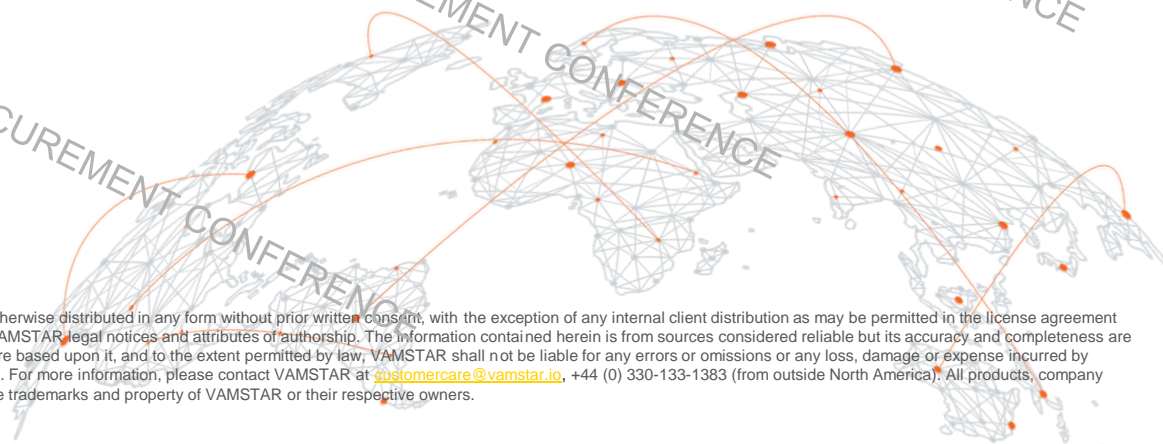 EMENT CONFERENCE
NCE
CUREMENT CONFERENCE
herwise distributed in any form without prior written consent, with the exception of any internal client distribution as may be permitted in the license agreement
AMSTAR legal notices and attributes of authorship. The information contained herein is from sources considered reliable but its accuracy and completeness are
re based upon it, and to the extent permitted by law, VAMSTAR shall not be liable for any errors or omissions or any loss, damage or expense incurred by
. For more information, please contact VAMSTAR at customercare@vamstar.io, +44 (0) 330-133-1383 (from outside North America). All products, company
e trademarks and property of VAMSTAR or their respective owners.